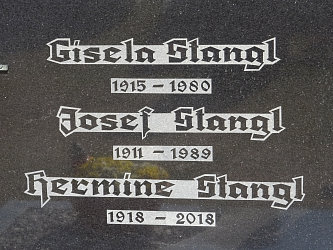 Gisela Stangl
1915 - 1980
Josef Stangl
1911 - 1989
Hermine Stangl
1918 - 2018